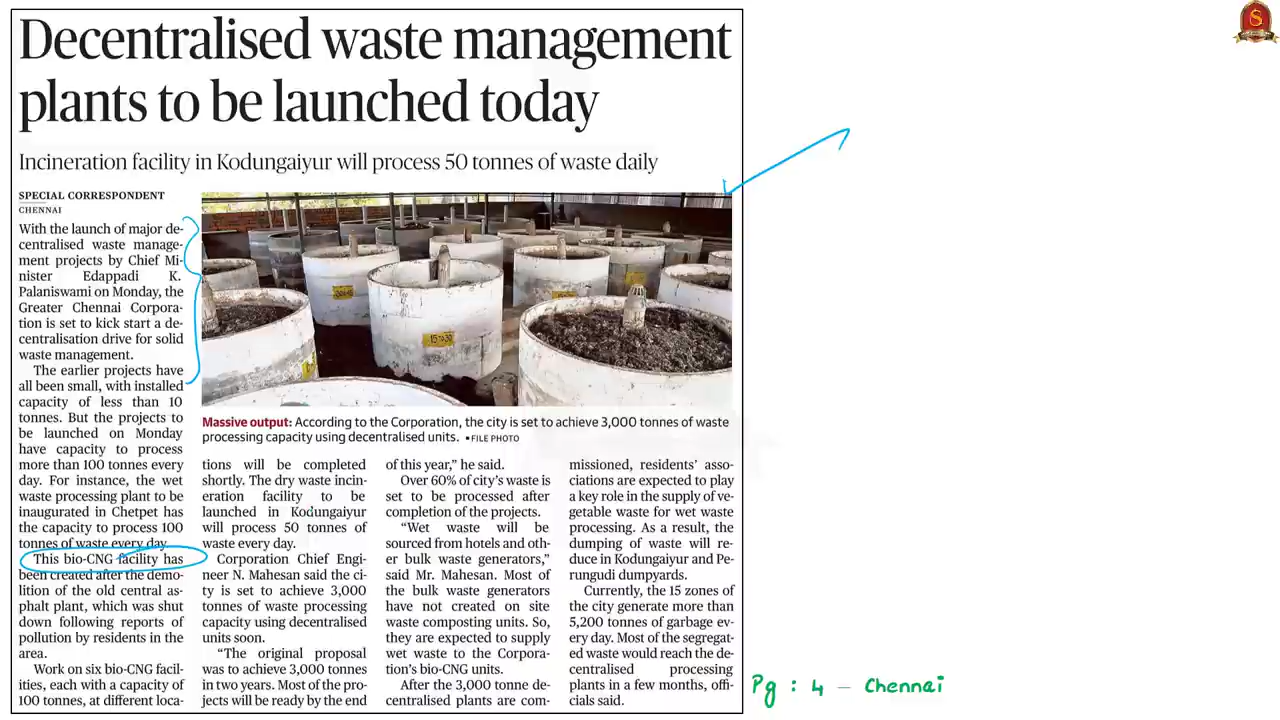 Decentralised waste management
plants to be launched today
Incineration facility in Kodungaiyur will process 50 tonnes of waste daily
SPECIAL CORRESPONDENT
CHENNAI
With the launch of major de-
centralised waste manage-
ment projects by Chief Mi-
nister Edappadi K.
Palaniswami on Monday, the
Greater Chennai Corpora-
tion is set to kick start a de-
centralisation drive for solid
waste management.
The earlier projects have
all been small, with installed
capacity of less than 10
tonnes. But the projects to
be launched on Monday
have capacity to process
more than 100 tonnes every
day. For instance, the wet
waste processing plant to be
inaugurated in Chetpet has
the capacity to process 100
tonnes of waste every day.
This bio-CNG facility has
been created after the demo-
lition of the old central as-
phalt plant, which was shut
down following reports of
pollution by residents in the
area.
Work on six bio-CNG facil-
ities, each with a capacity of
100 tonnes, at different loca-
15 to 30
Massive output: According to the Corporation, the city is set to achieve 3,000 tonnes of waste
processing capacity using decentralised units. ▪FILE PHOTO
tions will be completed
shortly. The dry waste incin-
eration facility to be
launched in Kodungaiyur
will process 50 tonnes of
waste every day.
Corporation Chief Engi-
neer N. Mahesan said the ci-
ty is set to achieve 3,000
tonnes of waste processing
capacity using decentralised
units soon.
“The original proposal
was to achieve 3,000 tonnes
in two years. Most of the pro-
jects will be ready by the end
of this year,” he said.
Over 60% of city’s waste is
set to be processed after
completion of the projects.
“Wet waste will be
sourced from hotels and oth-
er bulk waste generators,”
said Mr. Mahesan. Most of
the bulk waste generators
have not created on site
waste composting units. So,
they are expected to supply
wet waste to the Corpora-
tion’s bio-CNG units.
After the 3,000 tonne de-
centralised plants are com-
missioned, residents’ asso-
ciations are expected to play
a key role in the supply of ve-
getable waste for wet waste
processing. As a result, the
dumping of waste will re-
duce in Kodungaiyur and Pe-
rungudi dumpyards.
Currently, the 15 zones of
the city generate more than
5,200 tonnes of garbage ev-
ery day. Most of the segregat-
ed waste would reach the de-
centralised processing
plants in a few months, offi-
cials said.
Pg : 4 – Chennai